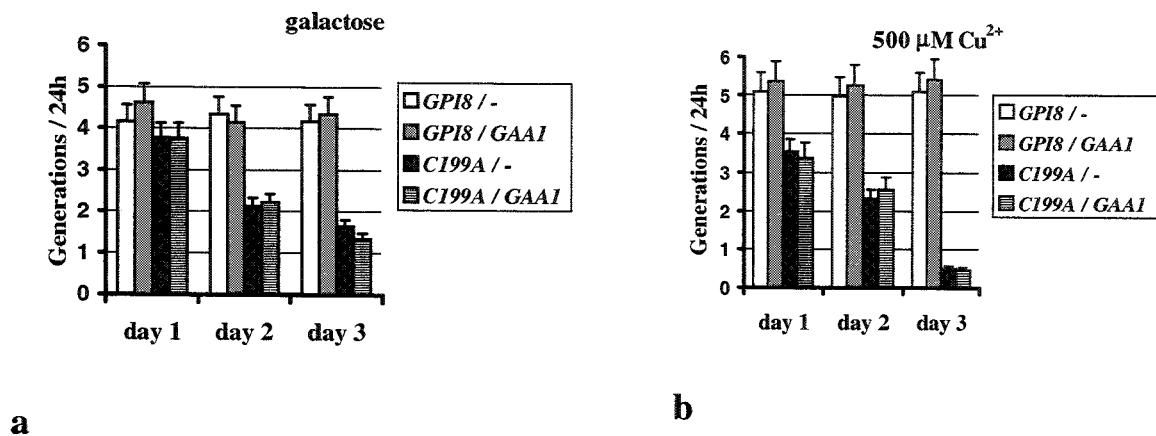 galactose
Generations / 24h
6
5
4
3
2
1
0
day 1 day 2 day 3
GPI8 / -
GPI8 / GAA1
C199A / -
C199A / GAA1
a
500 µM Cu²⁺
Generations / 24h
6
5
4
3
2
1
0
day 1 day 2 day 3
GPI8 / -
GPI8 / GAA1
C199A / -
C199A / GAA1
b